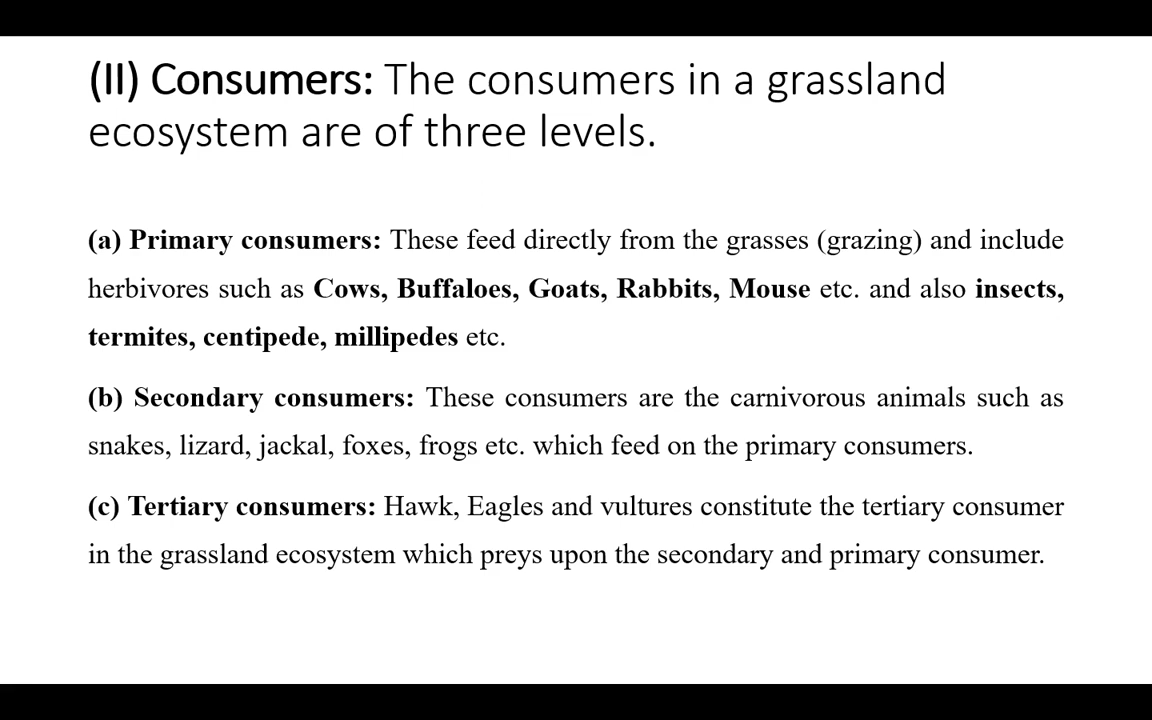 (II) Consumers: The consumers in a grassland
ecosystem are of three levels.
(a) Primary consumers: These feed directly from the grasses (grazing) and include
herbivores such as Cows, Buffaloes, Goats, Rabbits, Mouse etc. and also insects,
termites, centipede, millipedes etc.
(b) Secondary consumers: These consumers are the carnivorous animals such as
snakes, lizard, jackal, foxes, frogs etc. which feed on the primary consumers.
(c) Tertiary consumers: Hawk, Eagles and vultures constitute the tertiary consumer
in the grassland ecosystem which preys upon the secondary and primary consumer.